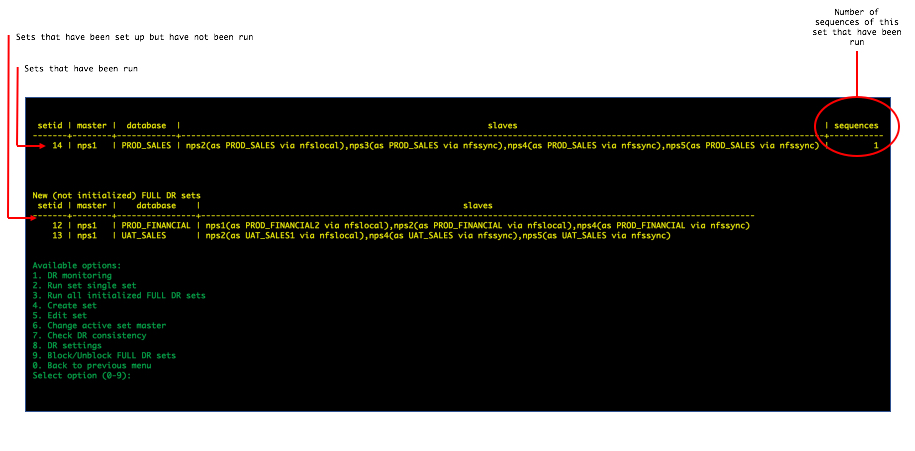 Number of
sequences of this
set that have been
run
Sets that have been set up but have not been run
Sets that have been run
setid | master | database | slaves | sequences
-------+--------+------------+---------------------------------------------------------------------------------------------------------------------------------+-----------
14 | nps1 | PROD_SALES | nps2(as PROD_SALES via nfslocal),nps3(as PROD_SALES via nfssync),nps4(as PROD_SALES via nfssync),nps5(as PROD_SALES via nfssync) | 1
New (not initialized) FULL DR sets
setid | master | database | slaves
-------+--------+----------------+----------------------------------------------------------------------------------------------------------------
12 | nps1 | PROD_FINANCIAL | nps1(as PROD_FINANCIAL2 via nfslocal),nps2(as PROD_FINANCIAL via nfslocal),nps4(as PROD_FINANCIAL via nfssync)
13 | nps1 | UAT_SALES | nps2(as UAT_SALES1 via nfslocal),nps4(as UAT_SALES via nfssync),nps5(as UAT_SALES via nfssync)
Available options:
1. DR monitoring
2. Run set single set
3. Run all initialized FULL DR sets
4. Create set
5. Edit set
6. Change active set master
7. Check DR consistency
8. DR settings
9. Block/Unblock FULL DR sets
0. Back to previous menu
Select option (0-9):